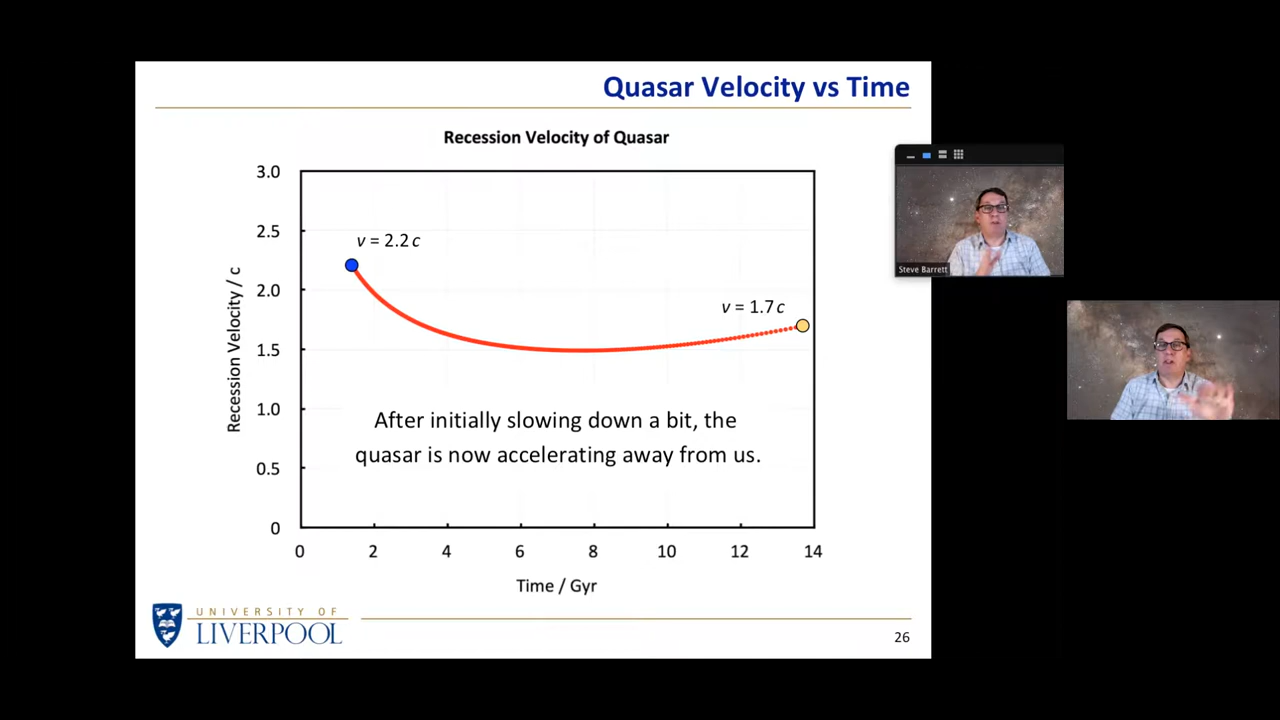 Quasar Velocity vs Time
Recession Velocity of Quasar
3.0
2.5
2.0
1.5
1.0
0.5
0
Recession Velocity / c
v = 2.2 c
v = 1.7 c
After initially slowing down a bit, the
quasar is now accelerating away from us.
0 2 4 6 8 10 12 14
Time / Gyr
UNIVERSITY OF
LIVERPOOL
26
Steve Barrett